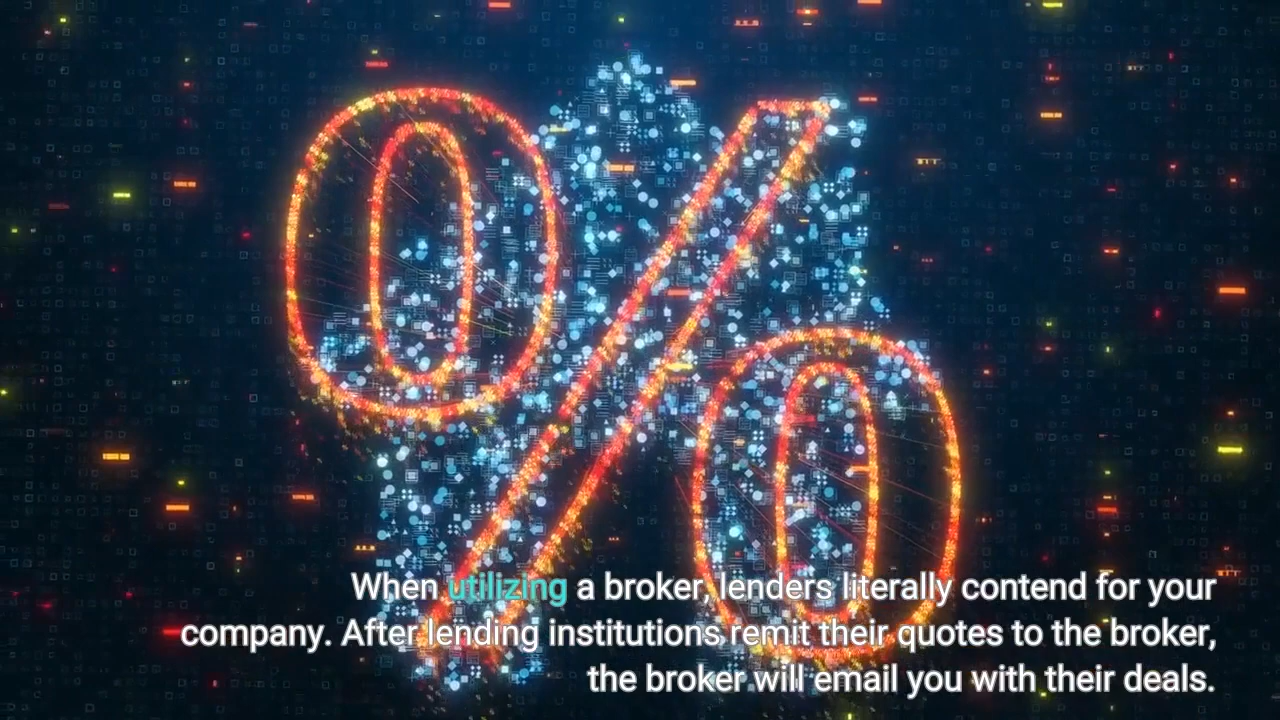 %
When utilizing a broker, lenders literally contend for your
company. After lending institutions remit their quotes to the broker,
the broker will email you with their deals.